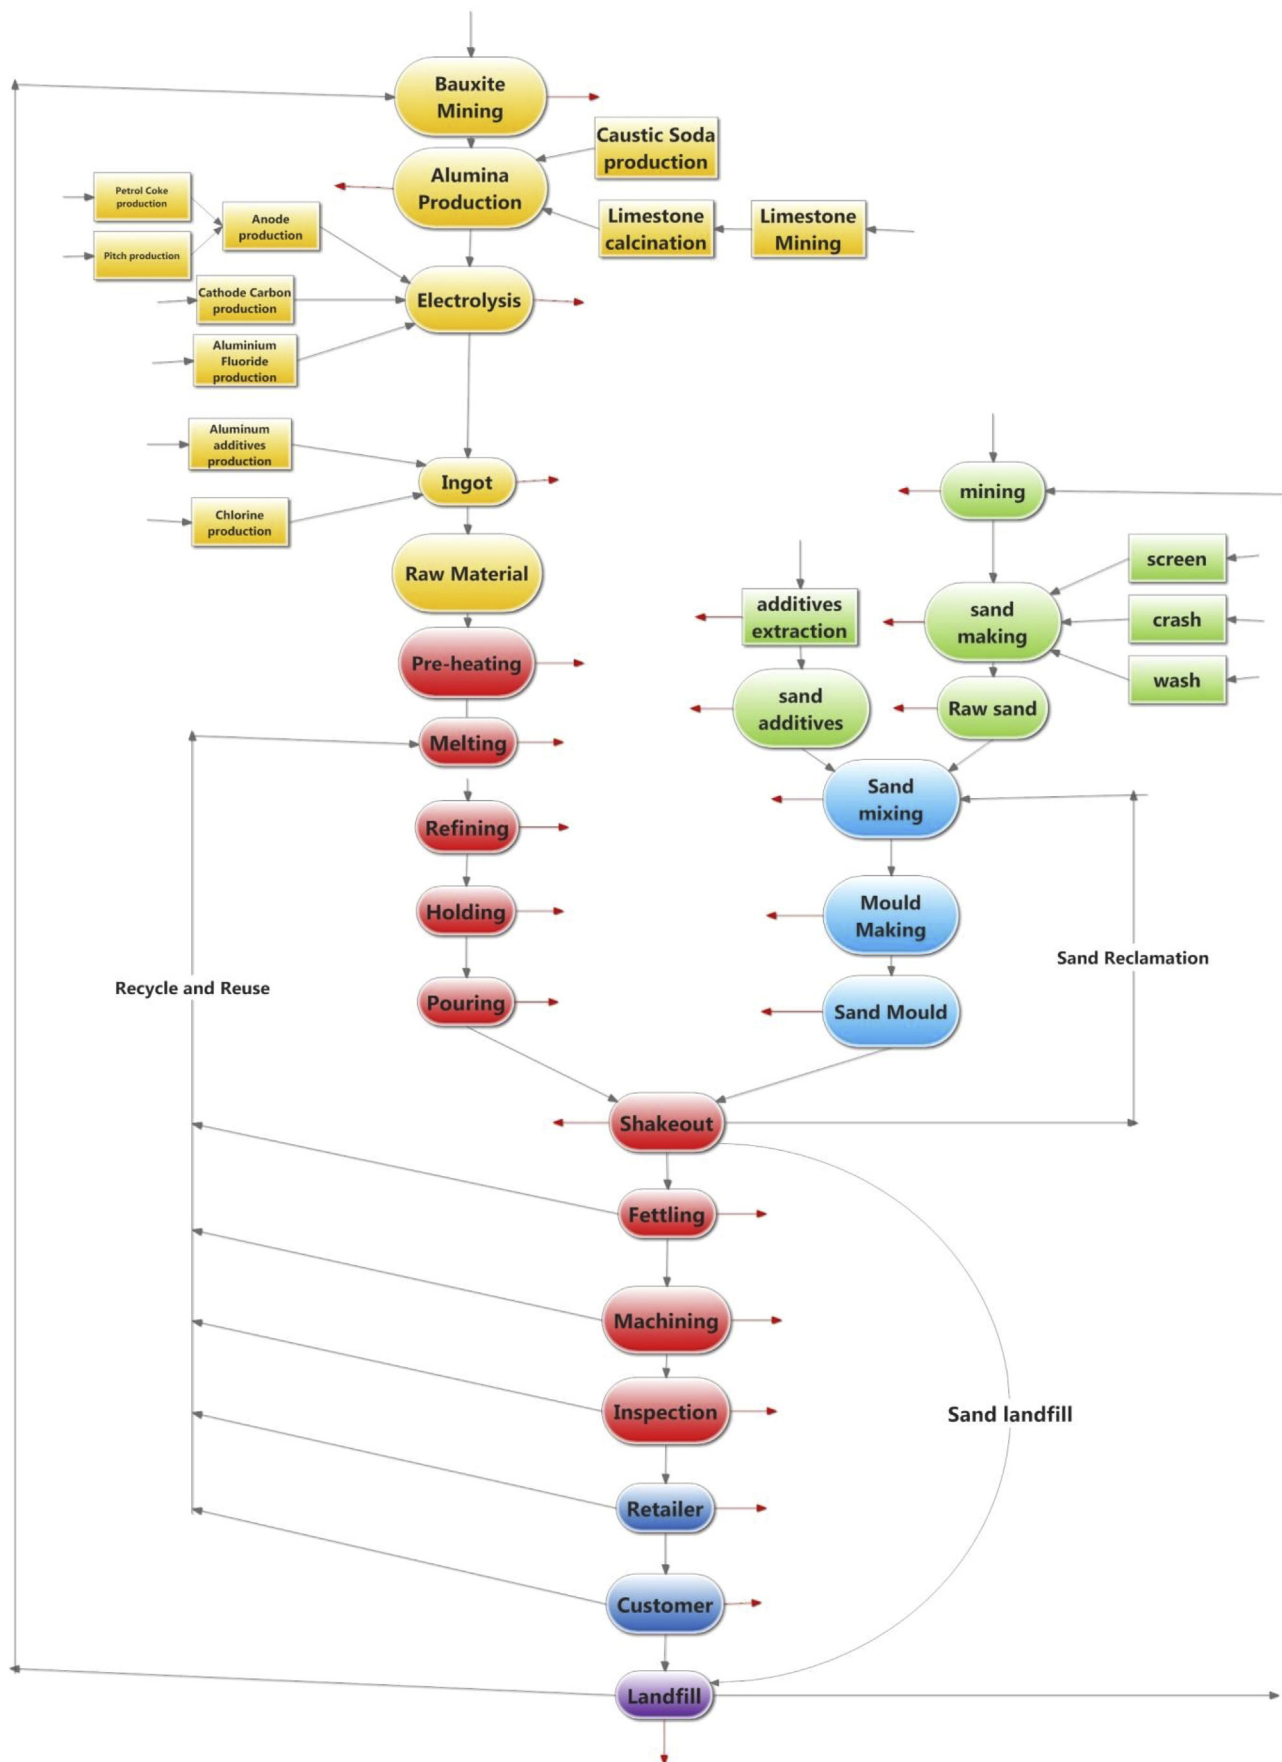 Bauxite
Mining
Caustic Soda
production
Alumina
Production
Petrol Coke
production
Anode
production
Pitch production
Limestone
calcination
Limestone
Mining
Cathode Carbon
production
Electrolysis
Aluminium
Fluoride
production
Aluminum
additives
production
Ingot
Chlorine
production
Raw Material
mining
screen
additives
extraction
sand
making
crash
wash
Pre-heating
sand
additives
Raw sand
Melting
Sand
mixing
Refining
Holding
Mould
Making
Sand Reclamation
Recycle and Reuse
Pouring
Sand Mould
Shakeout
Fettling
Machining
Inspection
Sand landfill
Retailer
Customer
Landfill